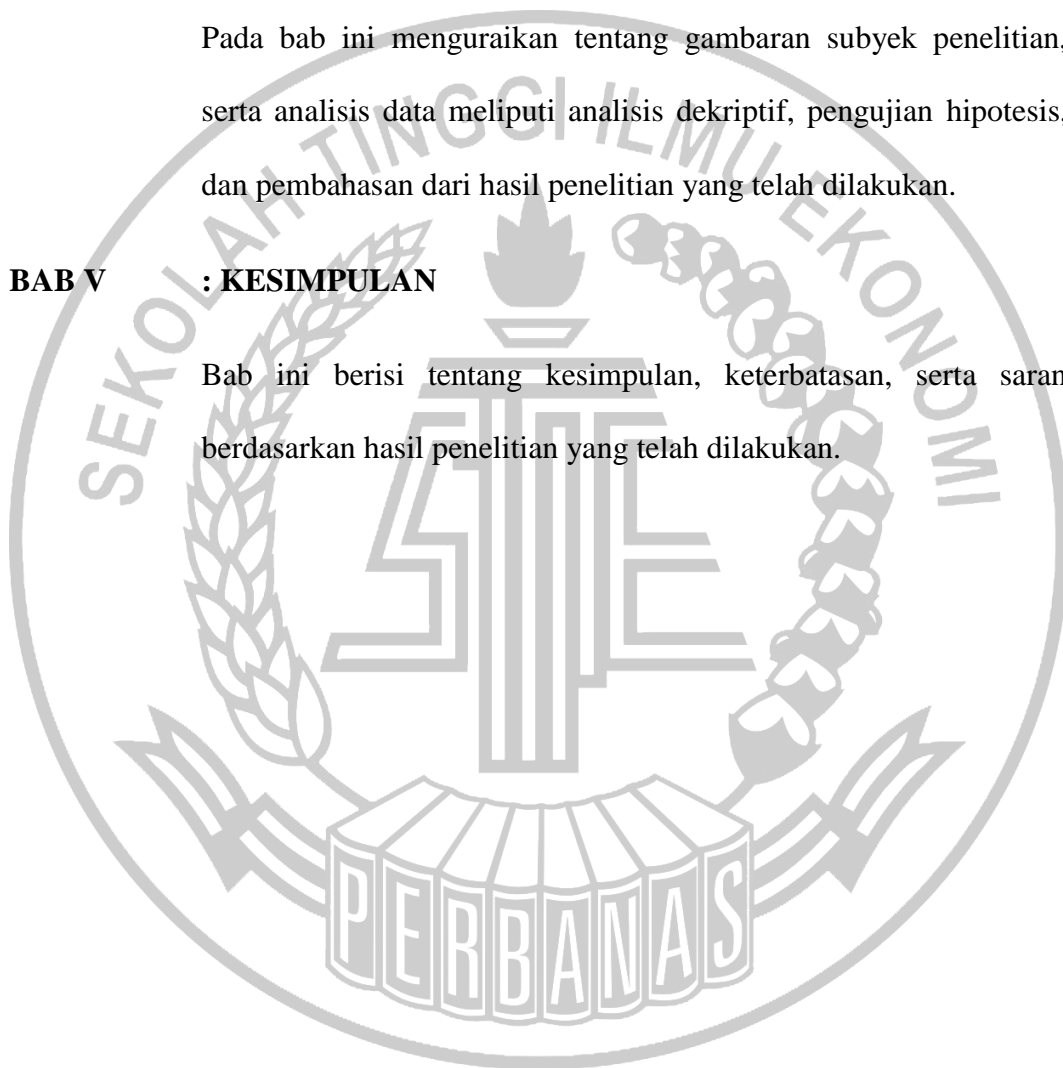 Pada bab ini menguraikan tentang gambaran subyek penelitian,
serta analisis data meliputi analisis dekriptif, pengujian hipotesis,
dan pembahasan dari hasil penelitian yang telah dilakukan.
BAB V : KESIMPULAN
Bab ini berisi tentang kesimpulan, keterbatasan, serta saran
berdasarkan hasil penelitian yang telah dilakukan.
SEKOLAH TINGGI ILMU EKONOMI
STIE
PERBANAS